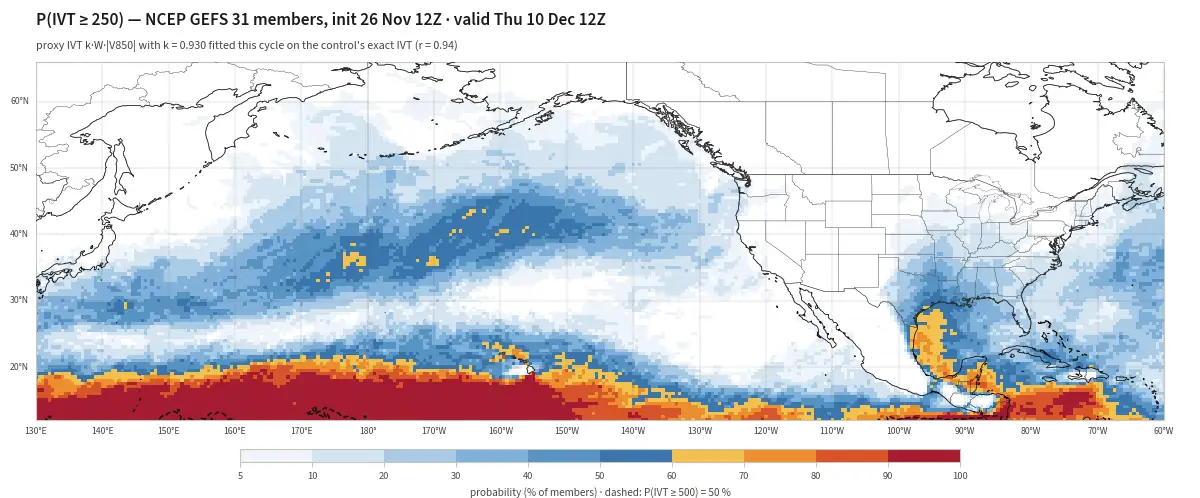 P(IVT ≥ 250) — NCEP GEFS 31 members, init 26 Nov 12Z · valid Thu 10 Dec 12Z
proxy IVT k·W·|V850| with k = 0.930 fitted this cycle on the control's exact IVT (r = 0.94)
60°N
50°N
40°N
30°N
20°N
130°E 140°E 150°E 160°E 170°E 180° 170°W 160°W 150°W 140°W 130°W 120°W 110°W 100°W 90°W 80°W 70°W 60°W
5 10 20 30 40 50 60 70 80 90 100
probability (% of members) · dashed: P(IVT ≥ 500) = 50 %